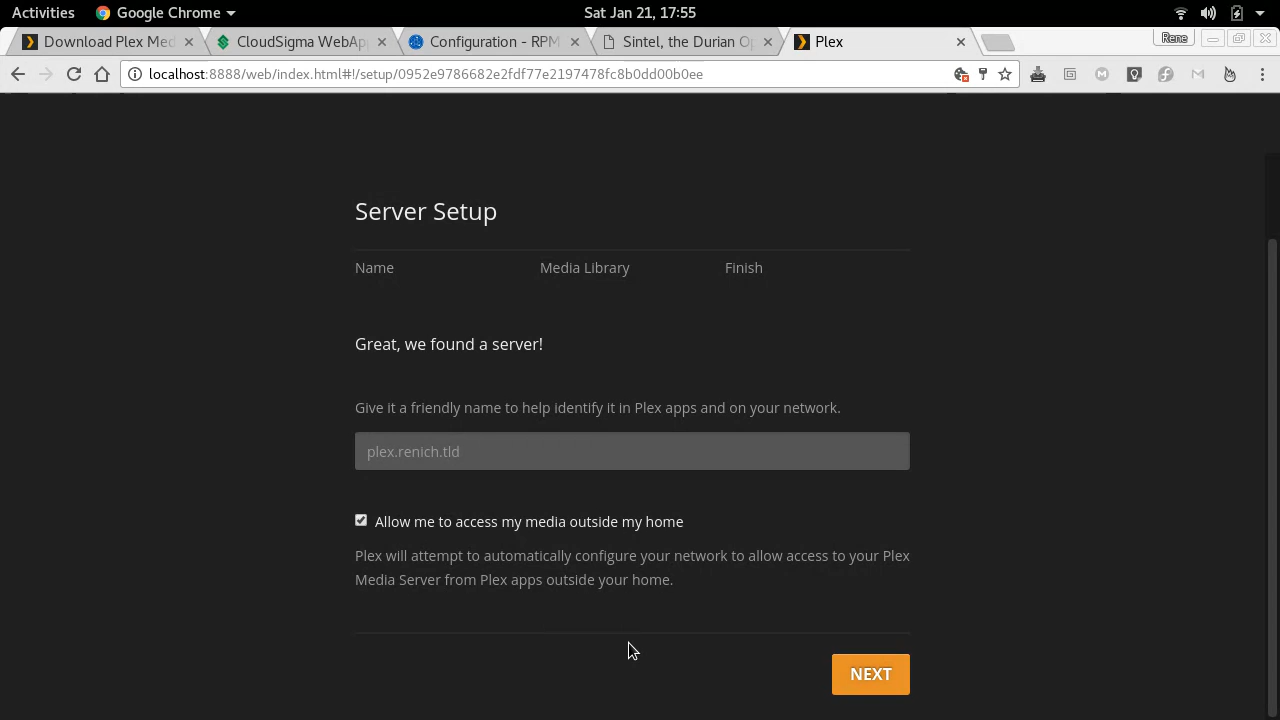 Activities
Google Chrome
Sat Jan 21, 17:55
Download Plex Med
CloudSigma WebAp
Configuration - RPM
Sintel, the Durian Op
Plex
Rene
localhost:8888/web/index.html#!/setup/0952e9786682e2fdf77e2197478fc8b0dd00b0ee
Server Setup
Name
Media Library
Finish
Great, we found a server!
Give it a friendly name to help identify it in Plex apps and on your network.
plex.renich.tld
Allow me to access my media outside my home
Plex will attempt to automatically configure your network to allow access to your Plex
Media Server from Plex apps outside your home.
NEXT